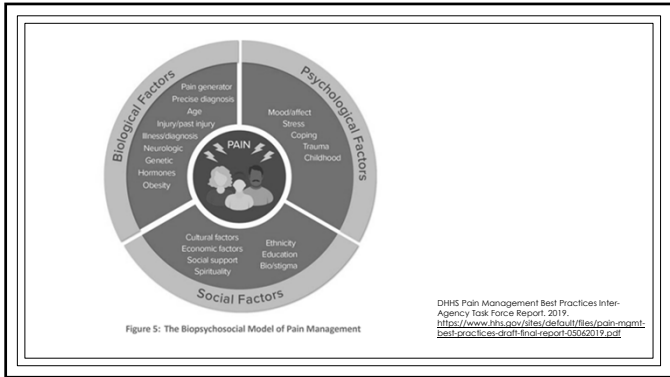 Biological Factors
Pain generator
Precise diagnosis
Age
Injury/past injury
Illness/diagnosis
Neurologic
Genetic
Hormones
Obesity
Psychological Factors
Mood/affect
Stress
Coping
Trauma
Childhood
PAIN
Cultural factors
Economic factors
Social support
Spirituality
Ethnicity
Education
Bio/stigma
Social Factors
Figure 5: The Biopsychosocial Model of Pain Management
DHHS Pain Management Best Practices Inter-
Agency Task Force Report. 2019.
https://www.hhs.gov/sites/default/files/pain-mgmt-
best-practices-draft-final-report-05062019.pdf